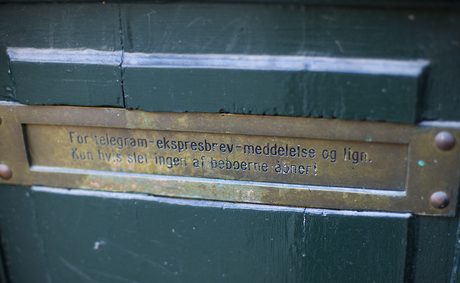 For telegram-ekspresbrev-meddelelse og lign.
Kun hvis slet ingen af beboerne åbner!